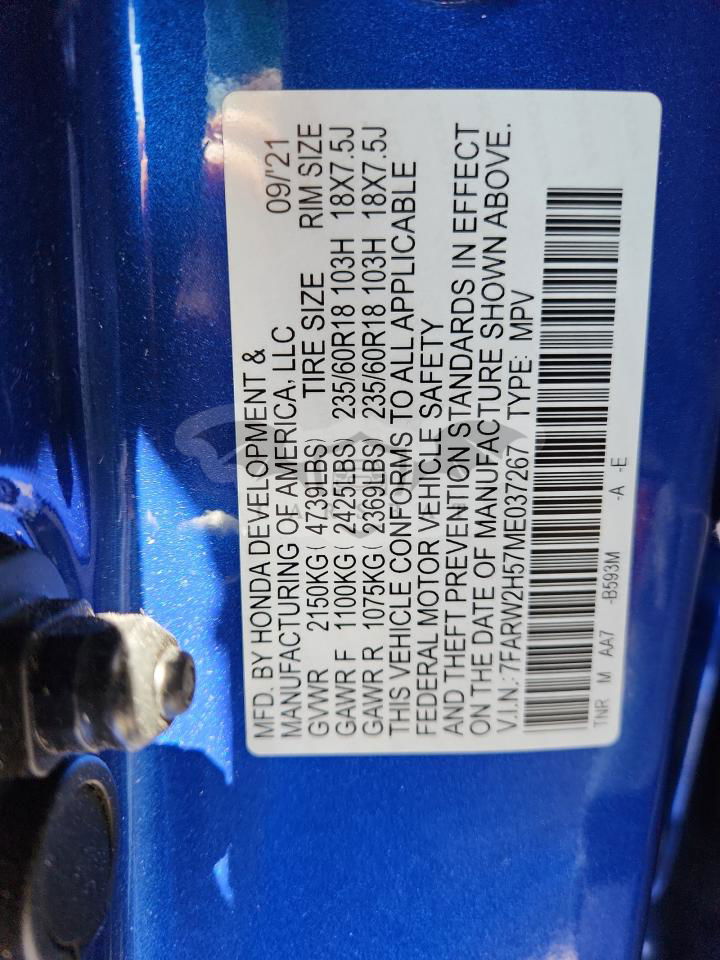 MFD. BY HONDA DEVELOPMENT &
MANUFACTURING OF AMERICA, LLC 09/'21
GVWR 2150KG( 4739LBS) TIRE SIZE RIM SIZE
GAWR F 1100KG( 2425LBS) 235/60R18 103H 18X7.5J
GAWR R 1075KG( 2369LBS) 235/60R18 103H 18X7.5J
THIS VEHICLE CONFORMS TO ALL APPLICABLE
FEDERAL MOTOR VEHICLE SAFETY
AND THEFT PREVENTION STANDARDS IN EFFECT
ON THE DATE OF MANUFACTURE SHOWN ABOVE.
V.I.N.: 7FARW2H57ME037267 TYPE: MPV
TNR M AA7 -B593M -A -E